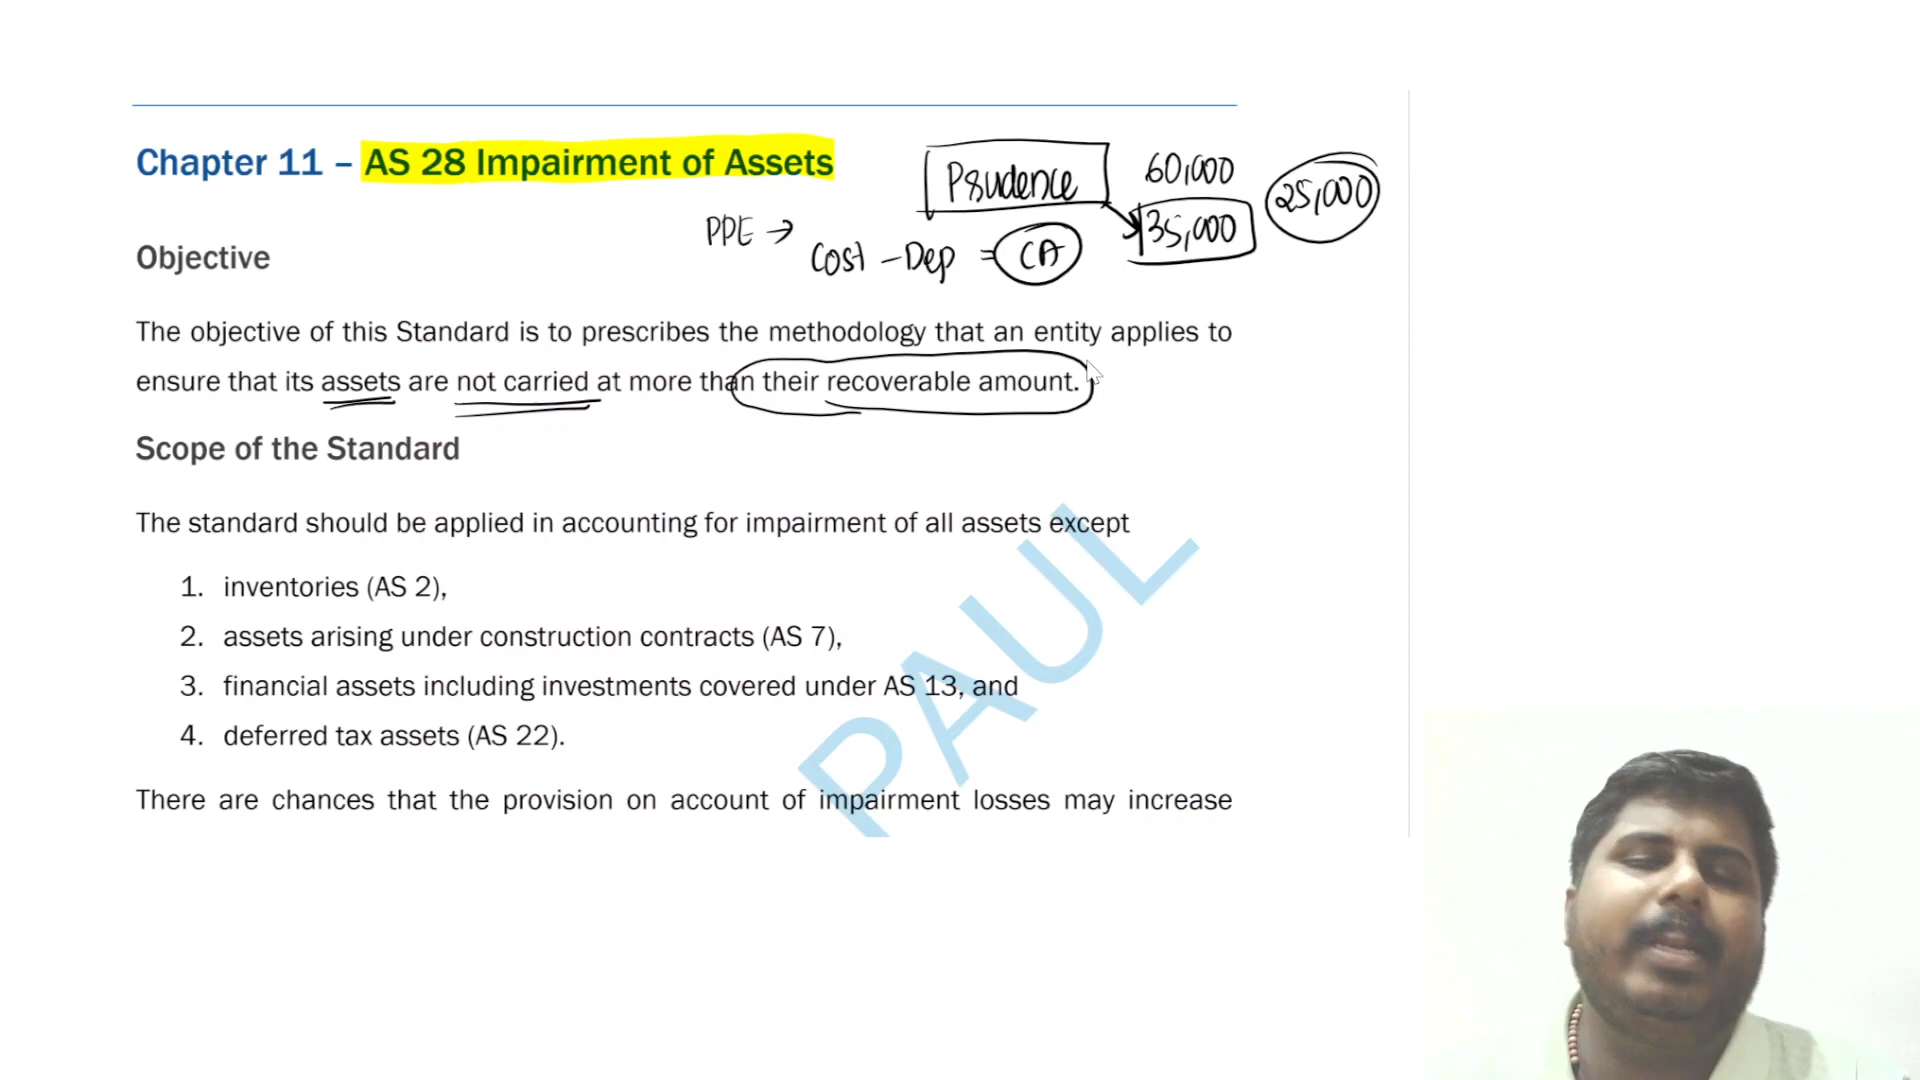 Chapter 11 – AS 28 Impairment of Assets
Prudence
60,000
25,000
35,000
PPE →
Cost – Dep = CA
Objective
The objective of this Standard is to prescribes the methodology that an entity applies to
ensure that its assets are not carried at more than their recoverable amount.
Scope of the Standard
The standard should be applied in accounting for impairment of all assets except
1. inventories (AS 2),
2. assets arising under construction contracts (AS 7),
3. financial assets including investments covered under AS 13, and
4. deferred tax assets (AS 22).
There are chances that the provision on account of impairment losses may increase
PAUL